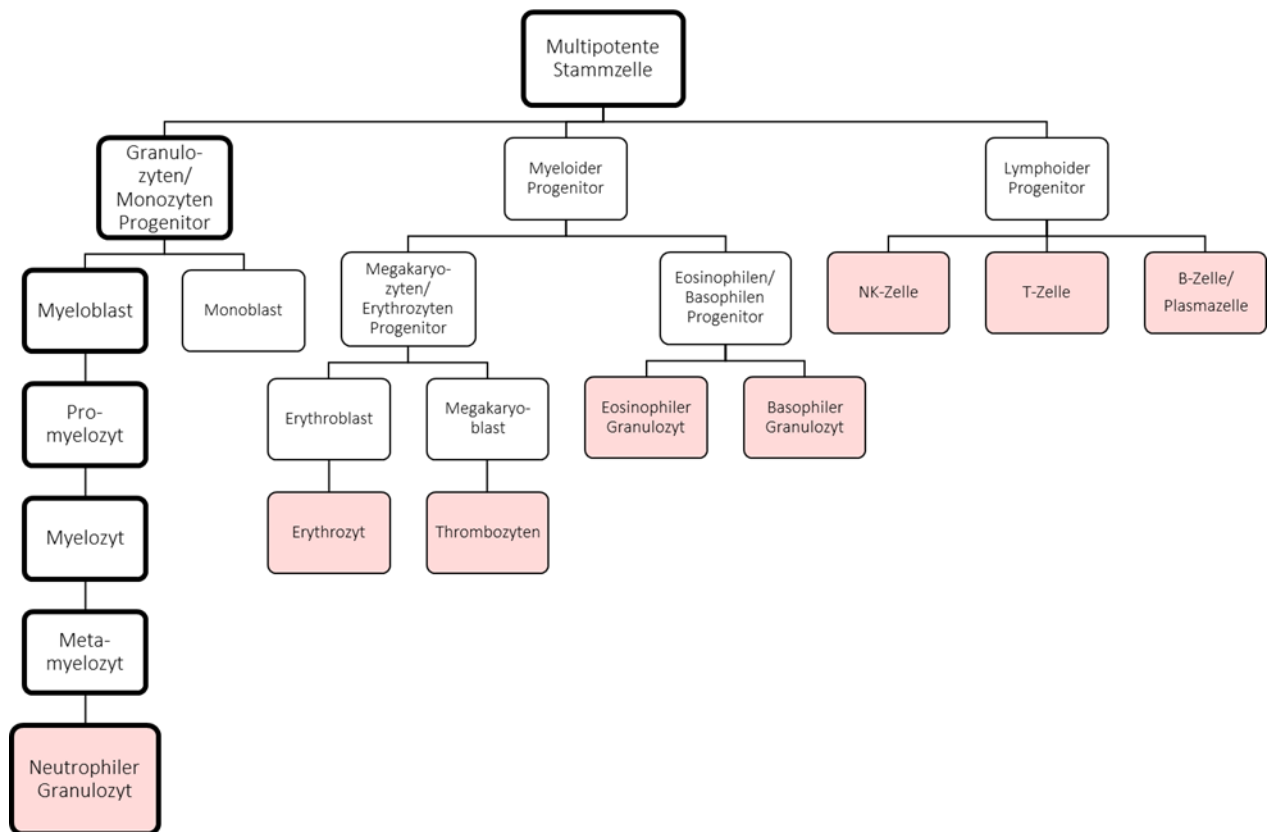 Multipotente
Stammzelle
Granulo-
zyten/
Monozyten
Progenitor
Myeloider
Progenitor
Lymphoider
Progenitor
Myeloblast
Monoblast
Megakaryo-
zyten/
Erythrozyten
Progenitor
Eosinophilen/
Basophilen
Progenitor
NK-Zelle
T-Zelle
B-Zelle/
Plasmazelle
Pro-
myelozyt
Erythroblast
Megakaryo-
blast
Eosinophiler
Granulozyt
Basophiler
Granulozyt
Myelozyt
Erythrozyt
Thrombozyten
Meta-
myelozyt
Neutrophiler
Granulozyt